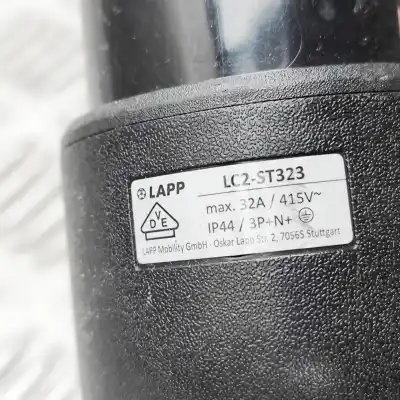 LAPP LC2-ST323
max. 32A / 415V~
VDE IP44 / 3P+N+
LAPP Mobility GmbH · Oskar Lapp Str. 2, 70565 Stuttgart